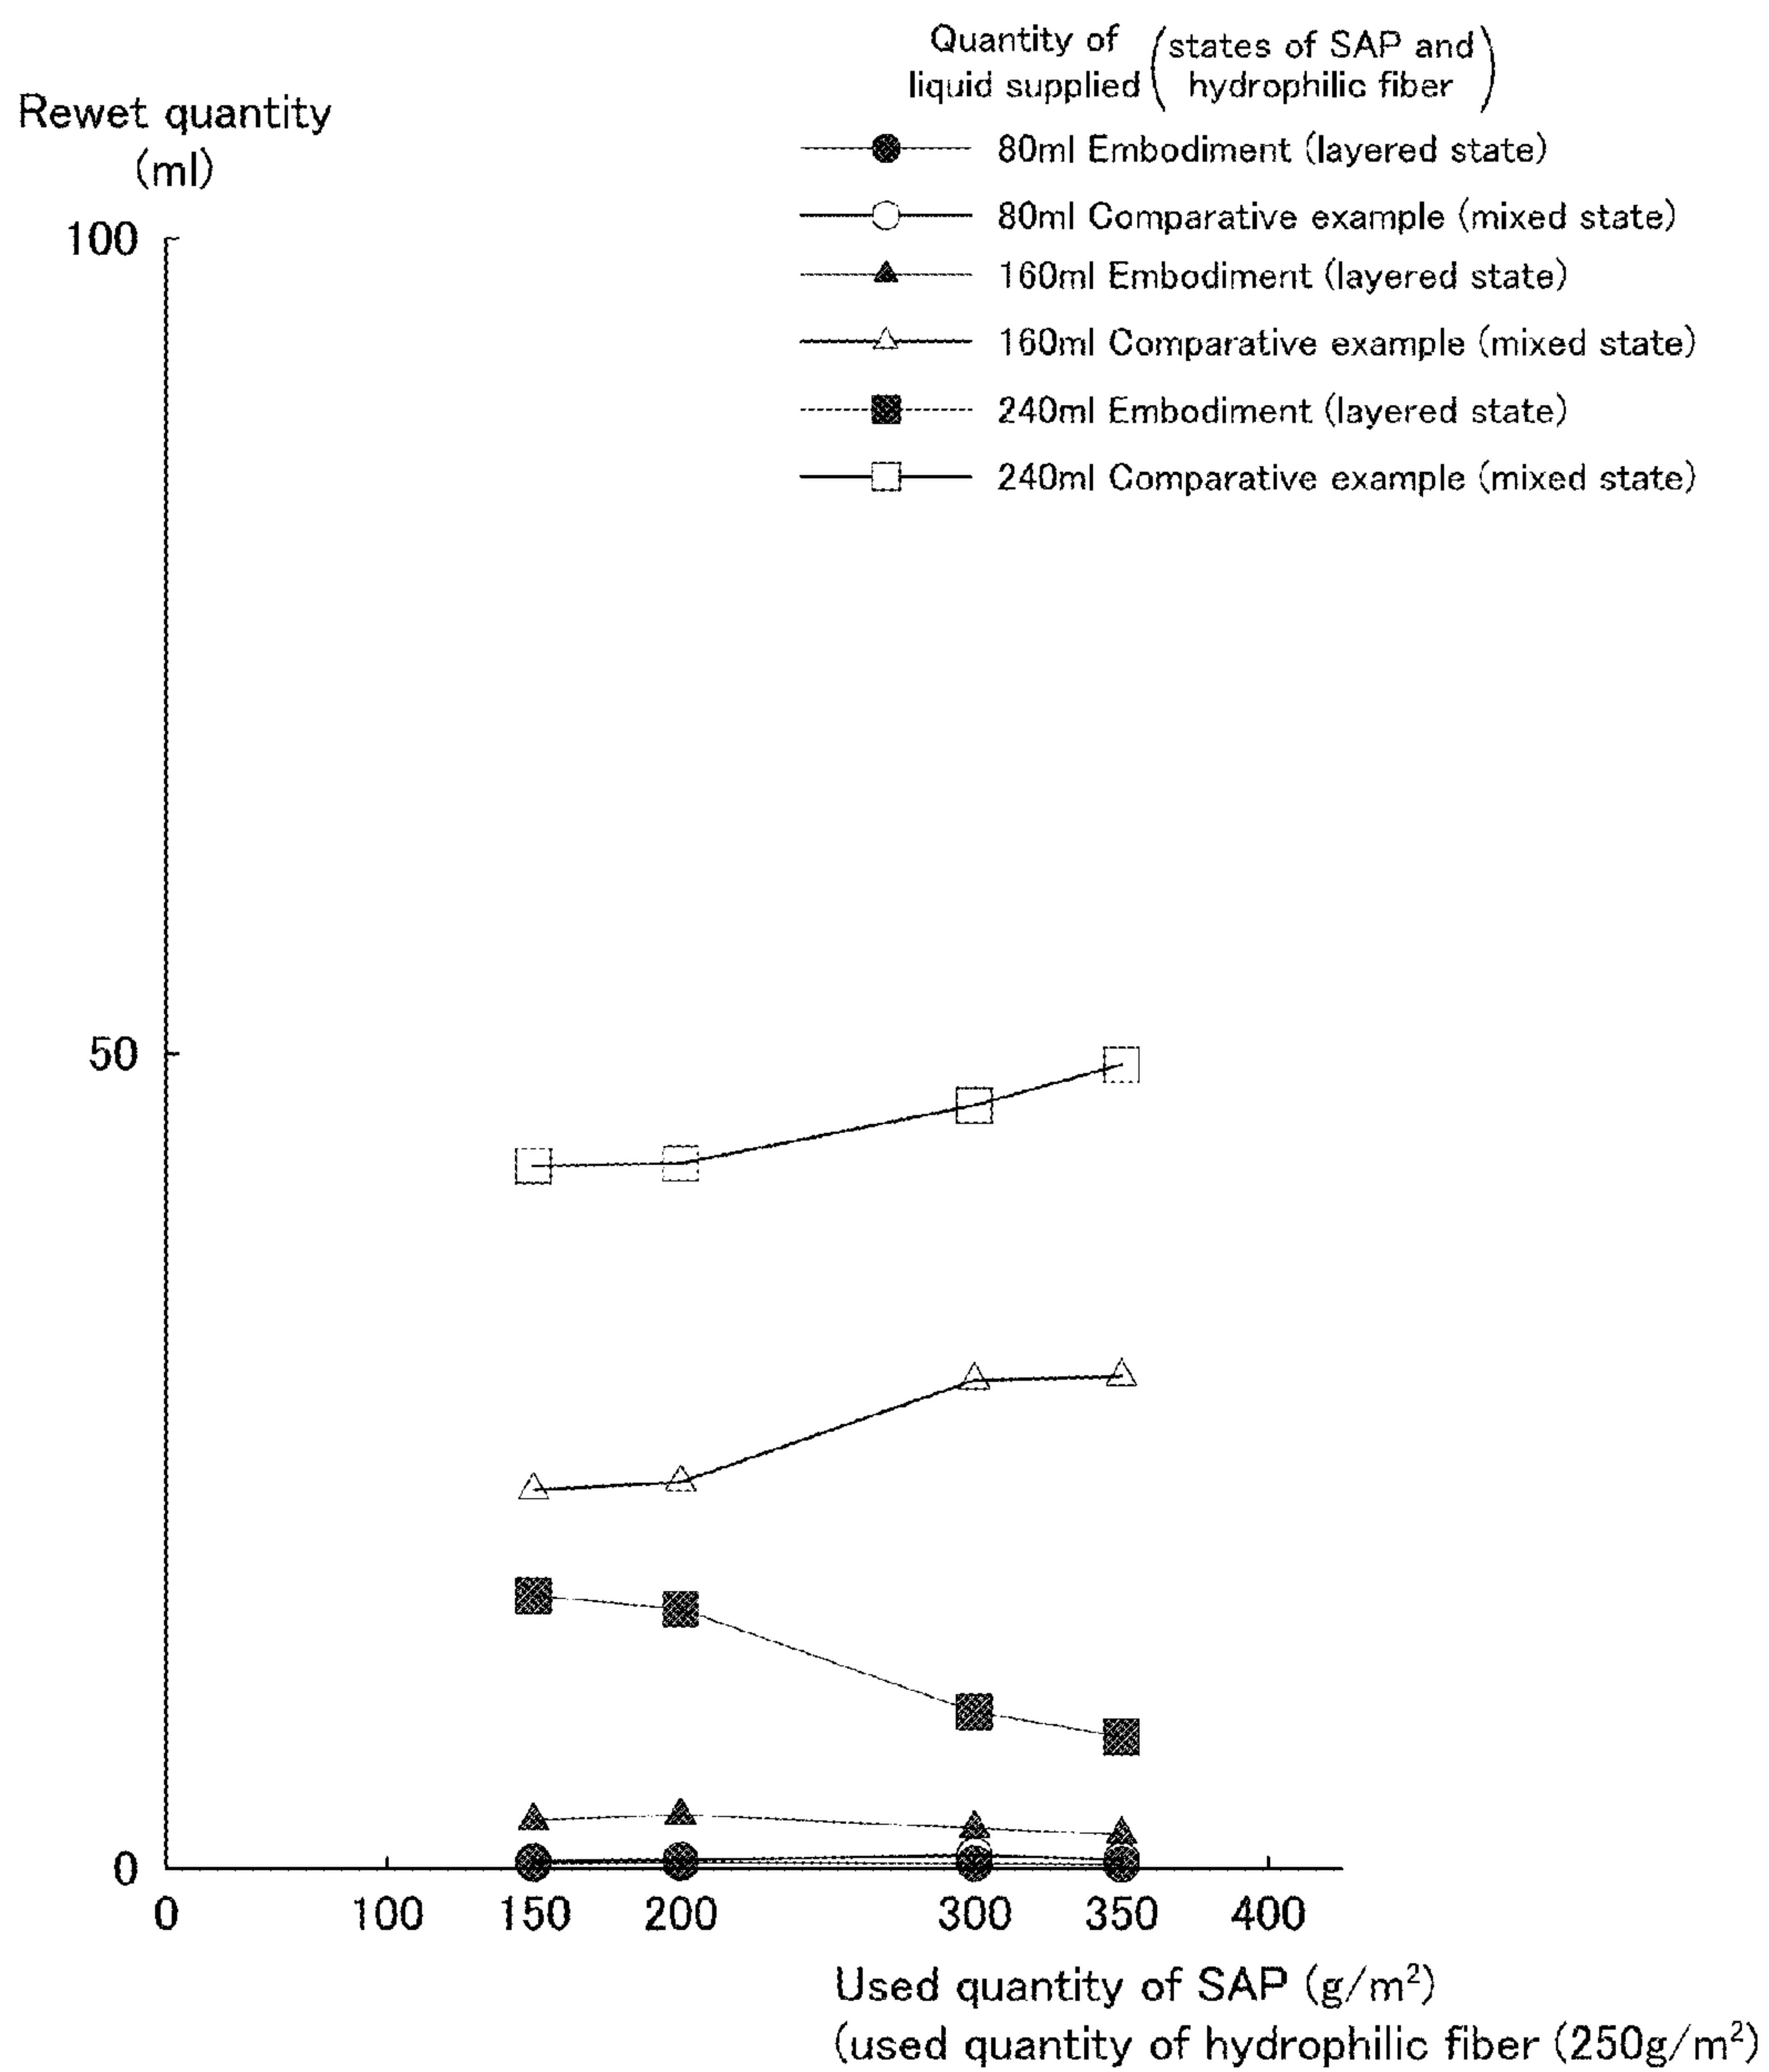 Quantity of liquid supplied (states of SAP and hydrophilic fiber)
Rewet quantity
(ml)
80ml Embodiment (layered state)
80ml Comparative example (mixed state)
160ml Embodiment (layered state)
160ml Comparative example (mixed state)
240ml Embodiment (layered state)
240ml Comparative example (mixed state)
100
50
0
0 100 150 200 300 350 400
Used quantity of SAP (g/m²)
(used quantity of hydrophilic fiber (250g/m²)